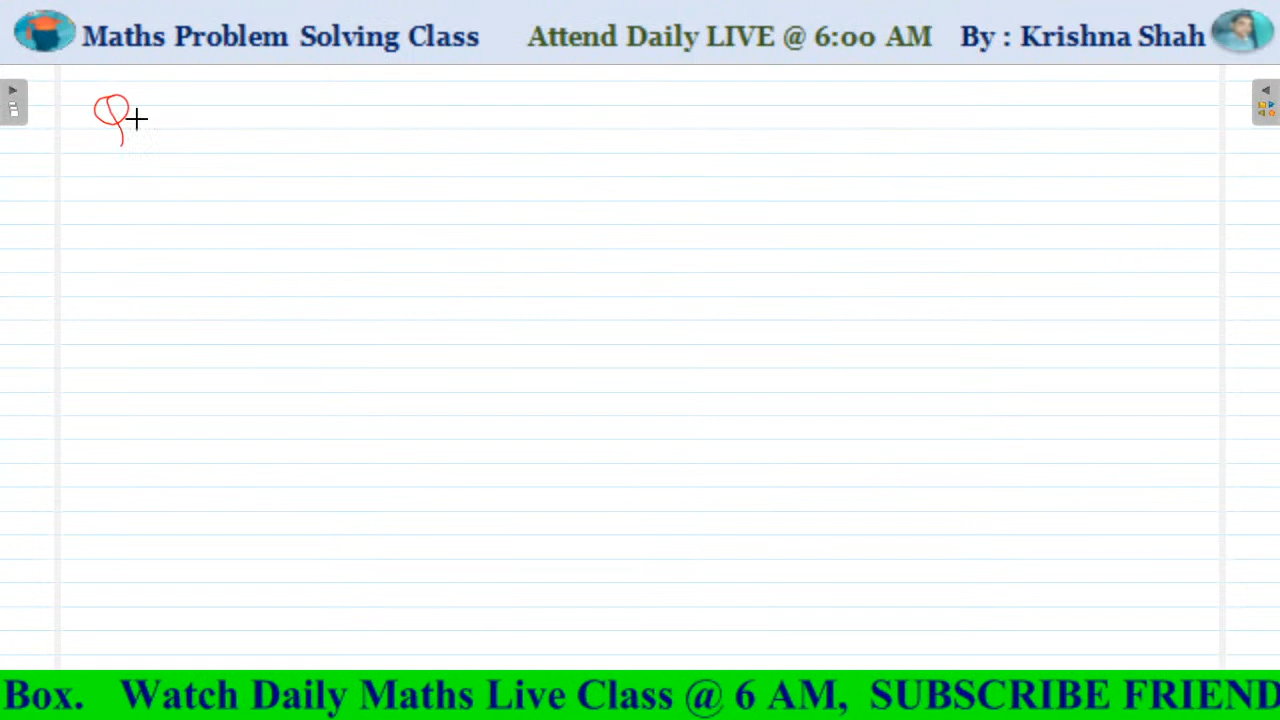 Maths Problem Solving Class Attend Daily LIVE @ 6:00 AM By : Krishna Shah
Q
Box. Watch Daily Maths Live Class @ 6 AM, SUBSCRIBE FRIEND